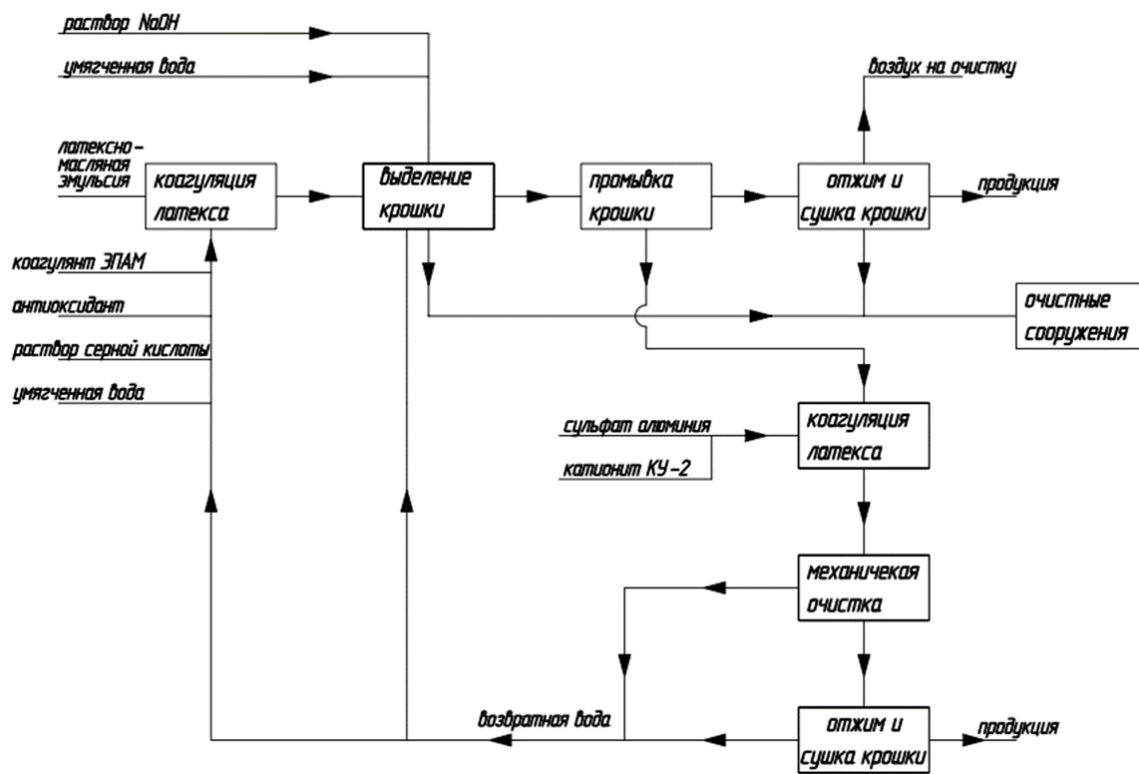 раствор NaOH
умягченная вода
воздух на очистку
латексно-
масляная
эмульсия
коагуляция
латекса
выделение
крошки
промывка
крошки
отжим и
сушка крошки
продукция
коагулянт ЭПАМ
антиоксидант
раствор серной кислоты
умягченная вода
очистные
сооружения
сульфат алюминия
катионит КУ-2
коагуляция
латекса
механичекая
очистка
возвратная вода
отжим и
сушка крошки
продукция